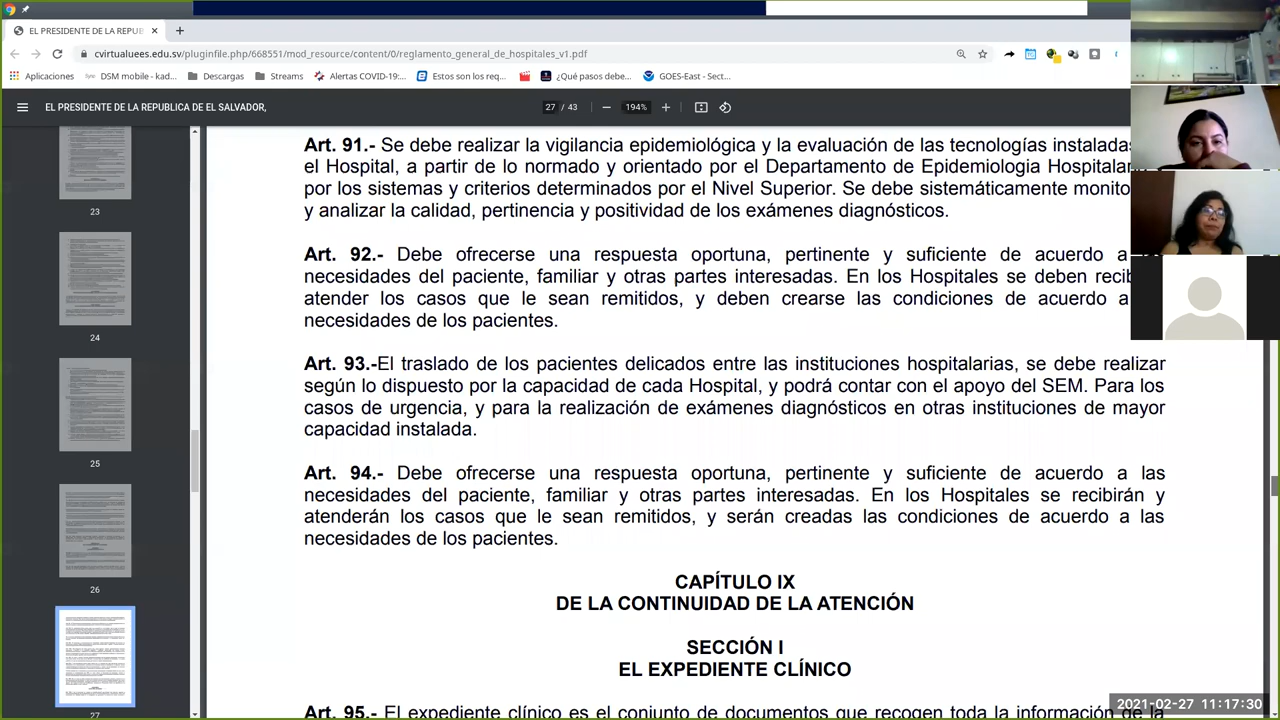 EL PRESIDENTE DE LA REPUB
cvirtualuees.edu.sv/pluginfile.php/668551/mod_resource/content/0/reglamento_general_de_hospitales_v1.pdf
Aplicaciones DSM mobile - kad... Descargas Streams Alertas COVID-19:... Estos son los req... ¿Qué pasos debe... GOES-East - Sect...
EL PRESIDENTE DE LA REPUBLICA DE EL SALVADOR,
27 / 43
194%
23
24
25
26
27
Art. 91.- Se debe realizar la vigilancia epidemiológica y la evaluación de las tecnologías instaladas
el Hospital, a partir de lo normado y orientado por el Departamento de Epidemiologia Hospitala
por los sistemas y criterios determinados por el Nivel Superior. Se debe sistemáticamente monito
y analizar la calidad, pertinencia y positividad de los exámenes diagnósticos.
Art. 92.- Debe ofrecerse una respuesta oportuna, pertinente y suficiente de acuerdo a
necesidades del paciente, familiar y otras partes interesadas. En los Hospitales se deben recib
atender los casos que le sean remitidos, y deben crearse las condiciones de acuerdo a
necesidades de los pacientes.
Art. 93.-El traslado de los pacientes delicados entre las instituciones hospitalarias, se debe realizar
según lo dispuesto por la capacidad de cada Hospital, y podrá contar con el apoyo del SEM. Para los
casos de urgencia, y para la realización de exámenes diagnósticos en otras instituciones de mayor
capacidad instalada.
Art. 94.- Debe ofrecerse una respuesta oportuna, pertinente y suficiente de acuerdo a las
necesidades del paciente, familiar y otras partes interesadas. En los Hospitales se recibirán y
atenderán los casos que le sean remitidos, y serán creadas las condiciones de acuerdo a las
necesidades de los pacientes.
CAPÍTULO IX
DE LA CONTINUIDAD DE LA ATENCIÓN
SECCIÓN I
EL EXPEDIENTE CLÍNICO
Art. 95.- El expediente clínico es el conjunto de documentos que recogen toda la información de la
2021-02-27 11:17:30